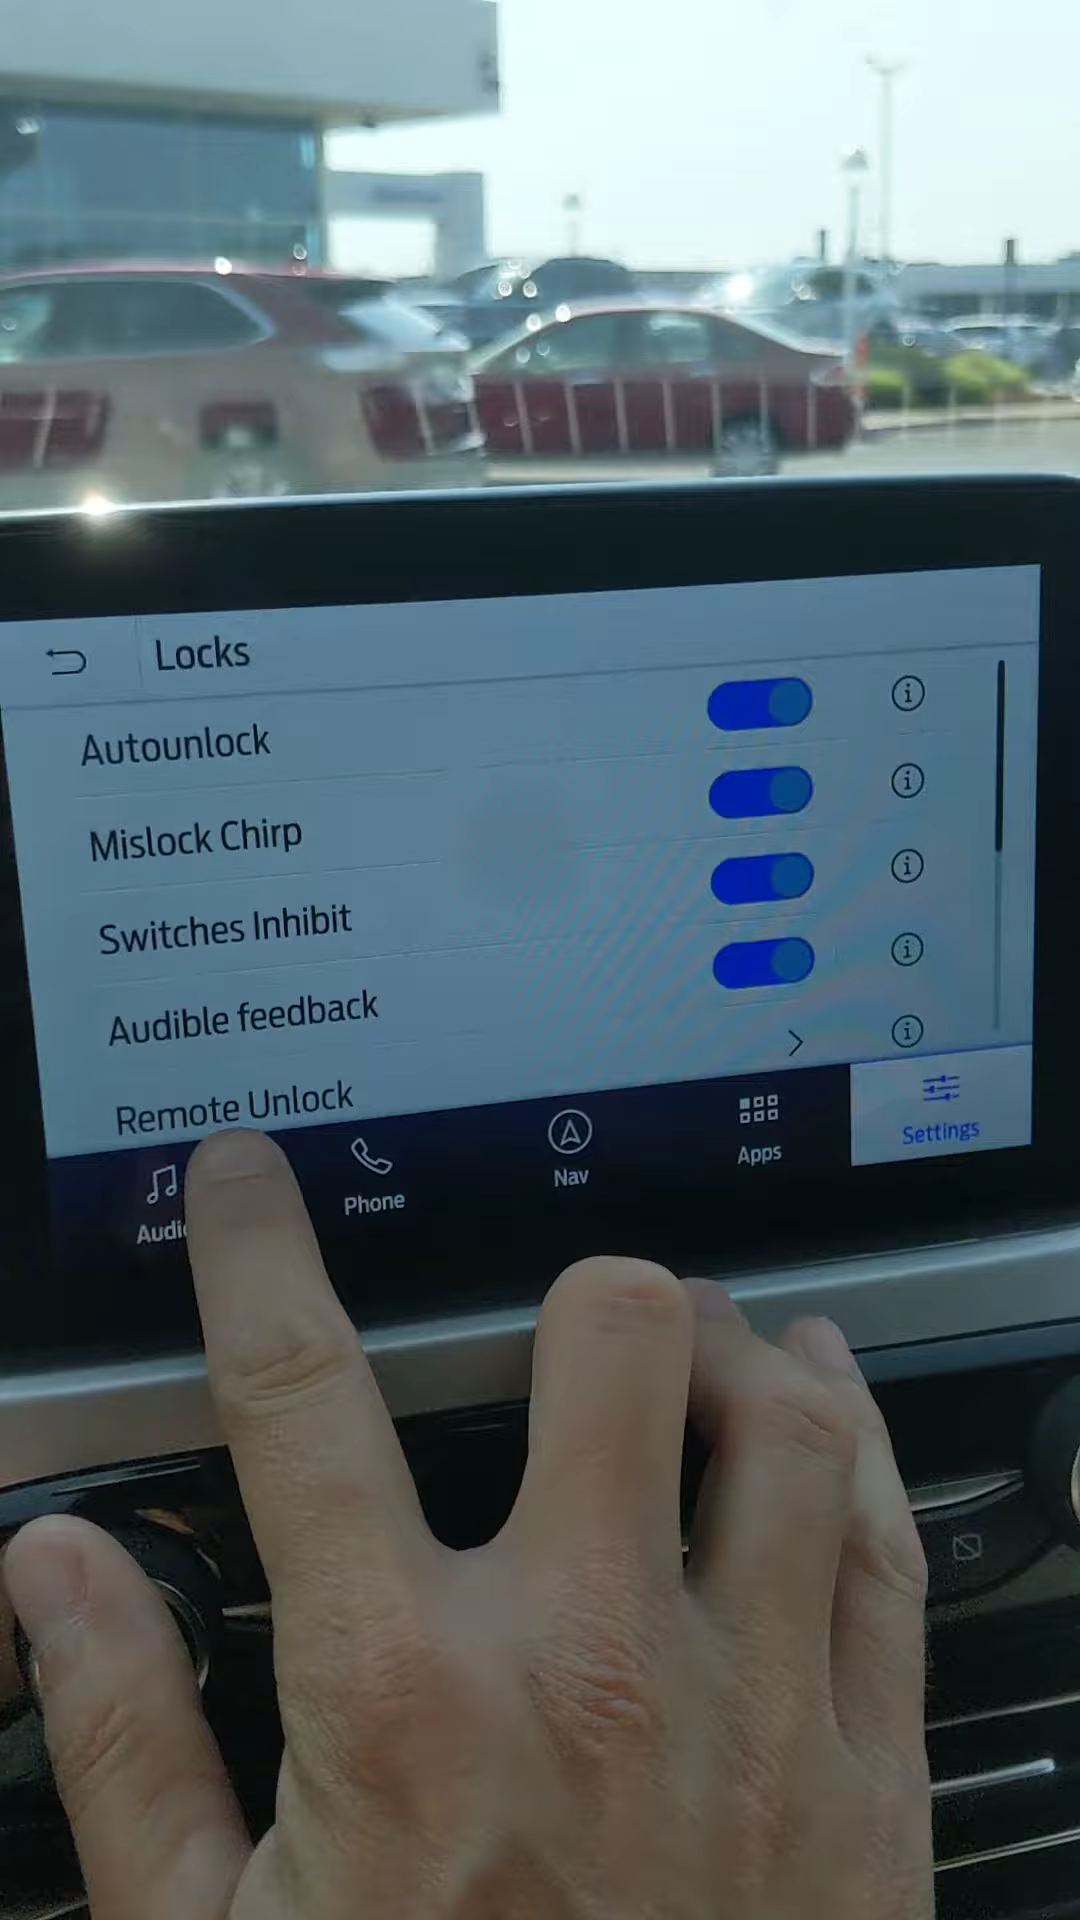 Locks
Autounlock
Mislock Chirp
Switches Inhibit
Audible feedback
Remote Unlock
Audio
Phone
Nav
Apps
Settings